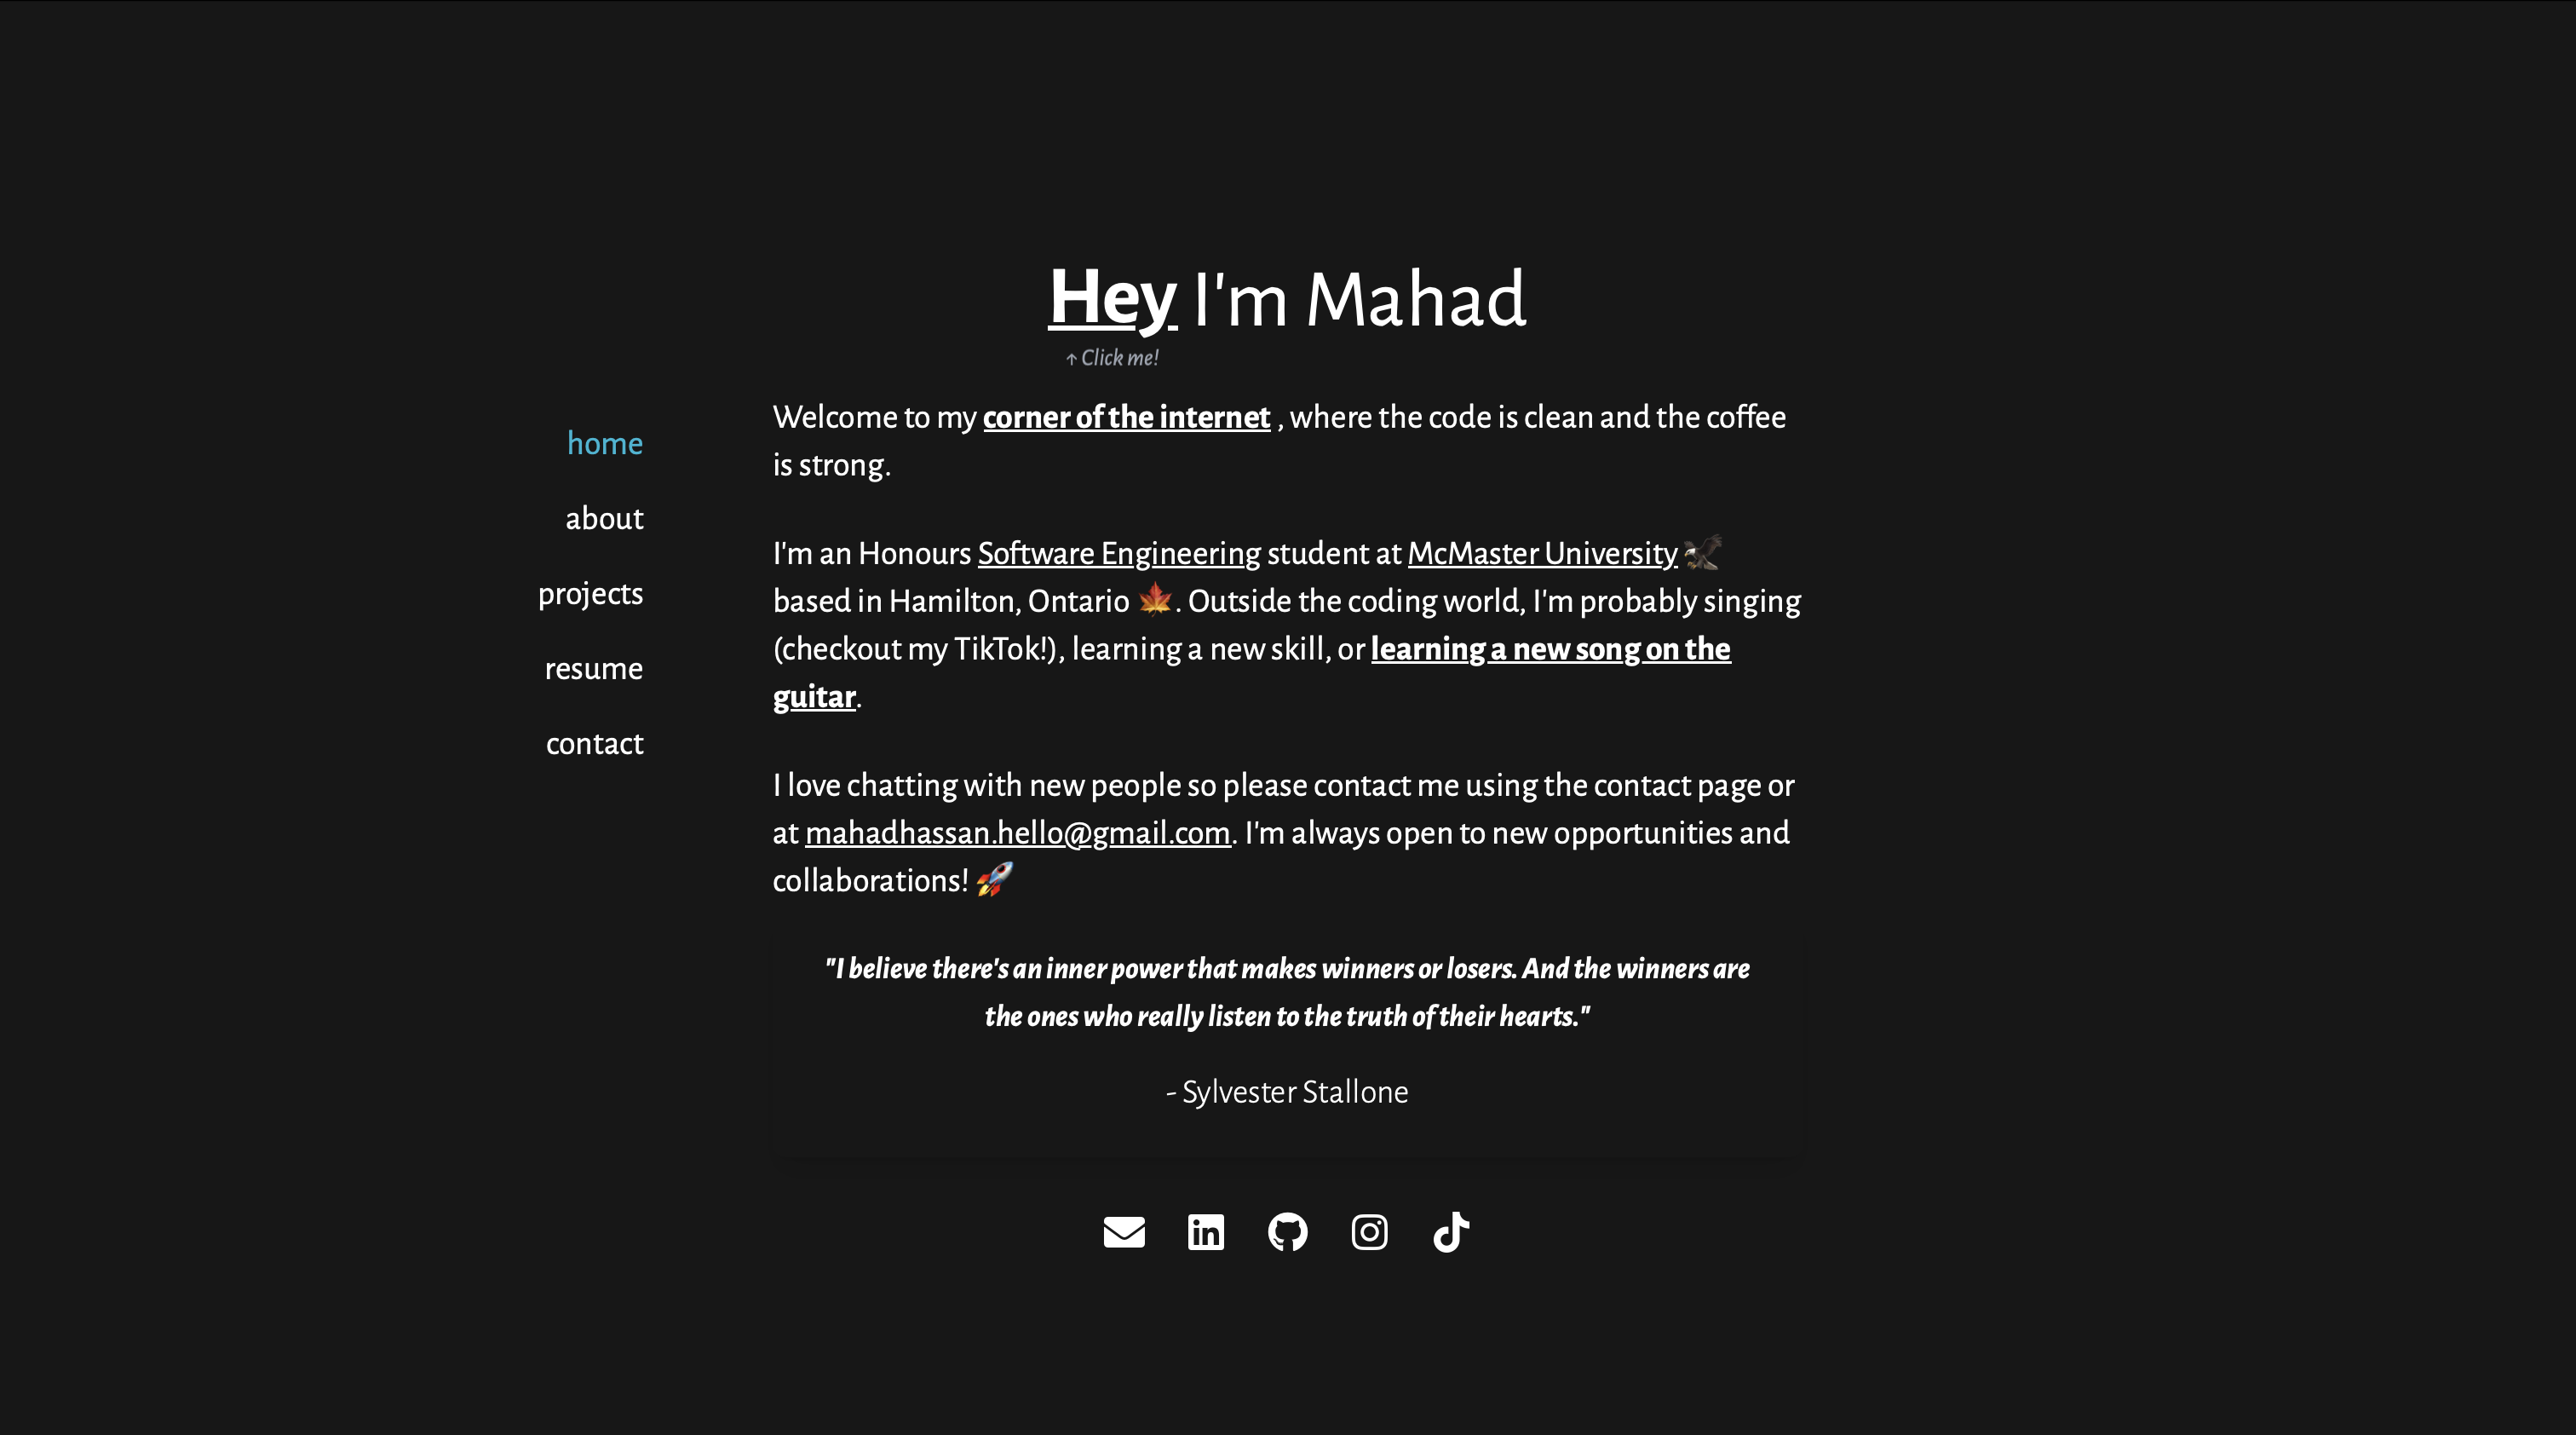 Hey I'm Mahad
↑ Click me!
home
about
projects
resume
contact
Welcome to my corner of the internet , where the code is clean and the coffee
is strong.
I'm an Honours Software Engineering student at McMaster University 🦅
based in Hamilton, Ontario 🍁. Outside the coding world, I'm probably singing
(checkout my TikTok!), learning a new skill, or learning a new song on the
guitar.
I love chatting with new people so please contact me using the contact page or
at mahadhassan.hello@gmail.com. I'm always open to new opportunities and
collaborations! 🚀
"I believe there's an inner power that makes winners or losers. And the winners are
the ones who really listen to the truth of their hearts."
- Sylvester Stallone
in